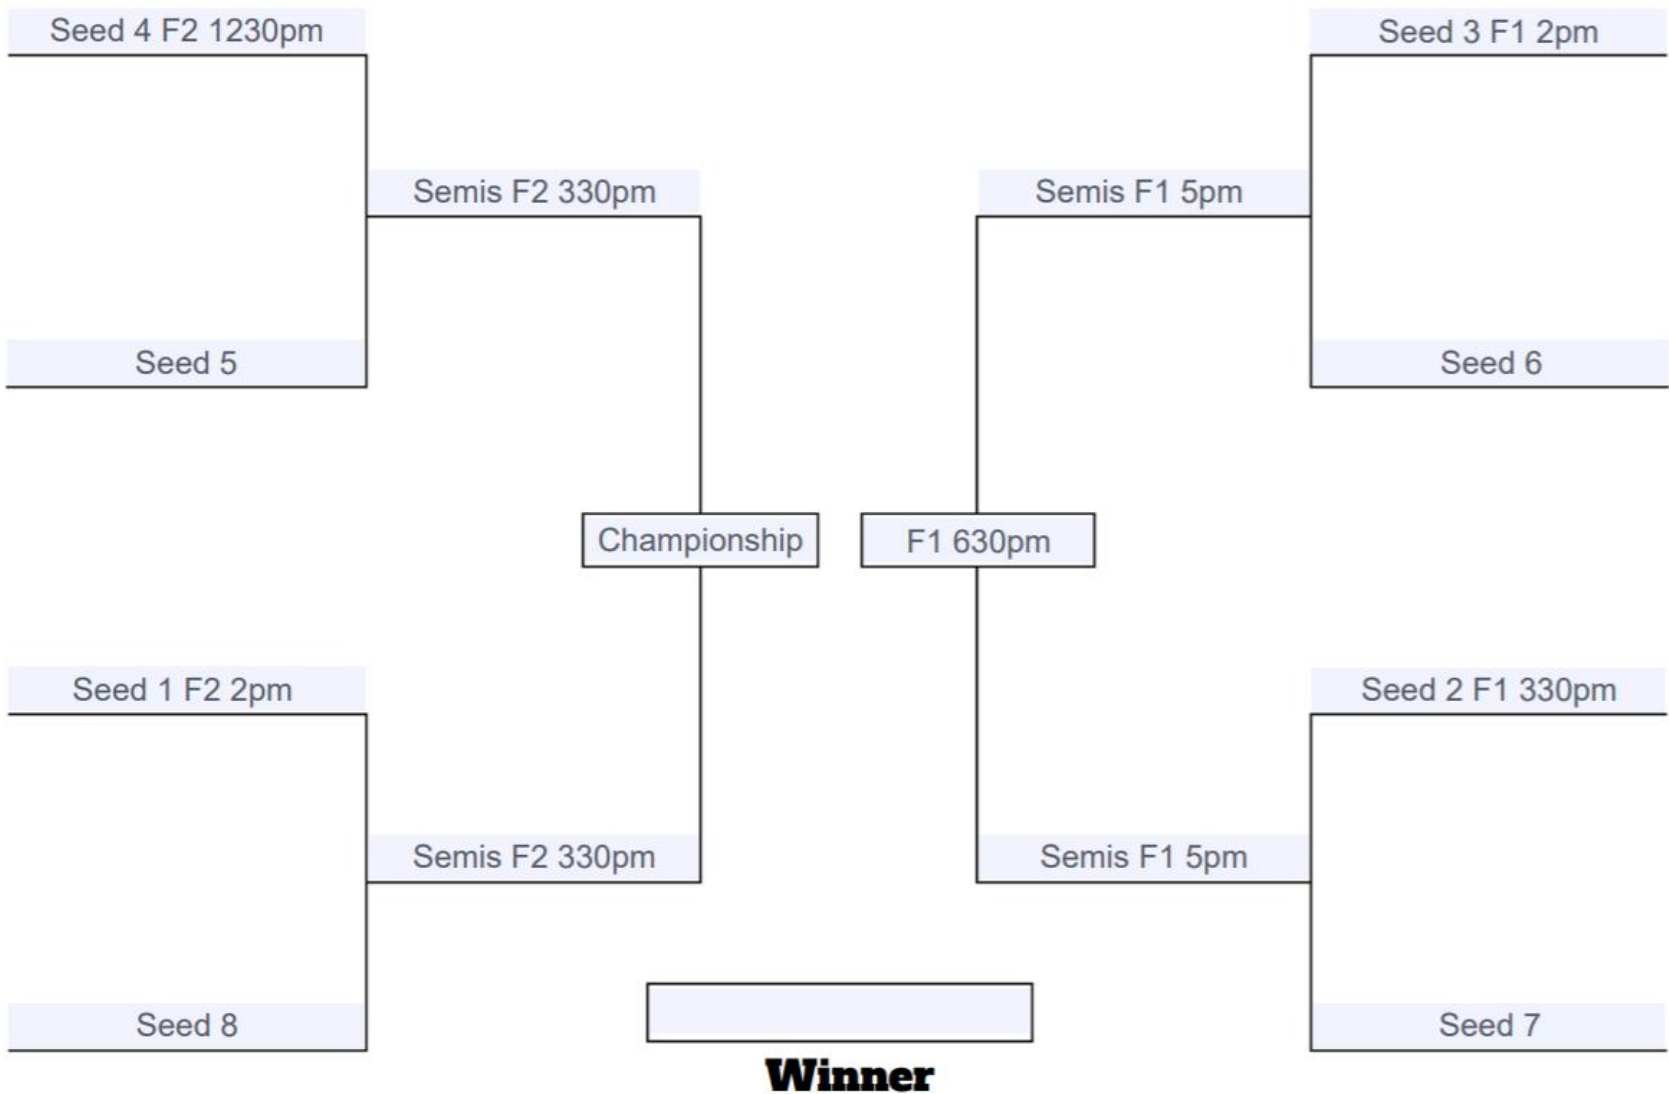 Seed 4 F2 1230pm
Seed 3 F1 2pm
Semis F2 330pm
Semis F1 5pm
Seed 5
Seed 6
Championship
F1 630pm
Seed 1 F2 2pm
Seed 2 F1 330pm
Semis F2 330pm
Semis F1 5pm
Seed 8
Seed 7
Winner